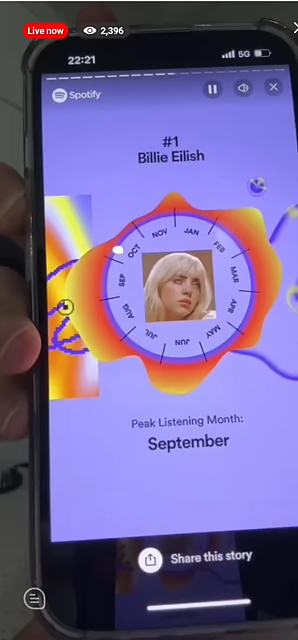 Live now 2,396
22:21
5G
Spotify
#1
Billie Eilish
NOV
JAN
OCT
FEB
SEP
MAR
AUG
APR
JUL
MAY
JUN
Peak Listening Month:
September
Share this story